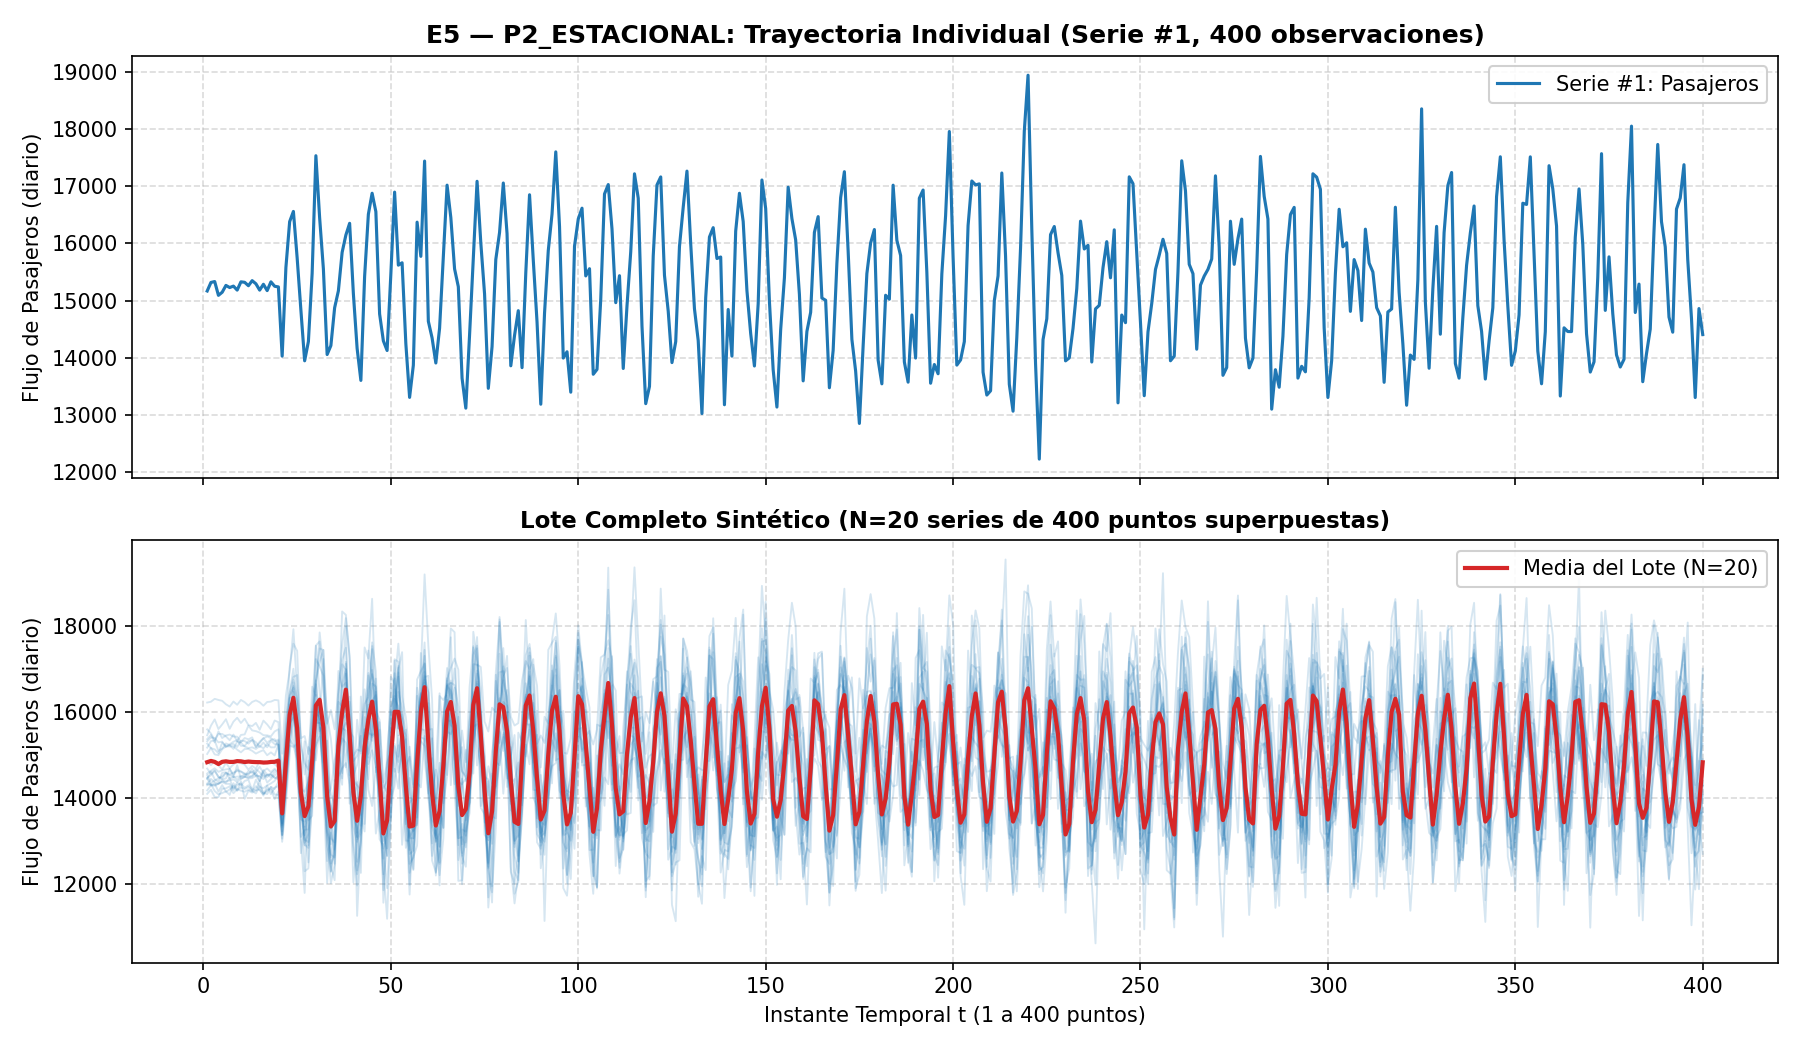 E5 — P2_ESTACIONAL: Trayectoria Individual (Serie #1, 400 observaciones)
19000
18000
17000
16000
15000
14000
13000
12000
Flujo de Pasajeros (diario)
Serie #1: Pasajeros
Lote Completo Sintético (N=20 series de 400 puntos superpuestas)
18000
16000
14000
12000
Flujo de Pasajeros (diario)
Media del Lote (N=20)
0 50 100 150 200 250 300 350 400
Instante Temporal t (1 a 400 puntos)